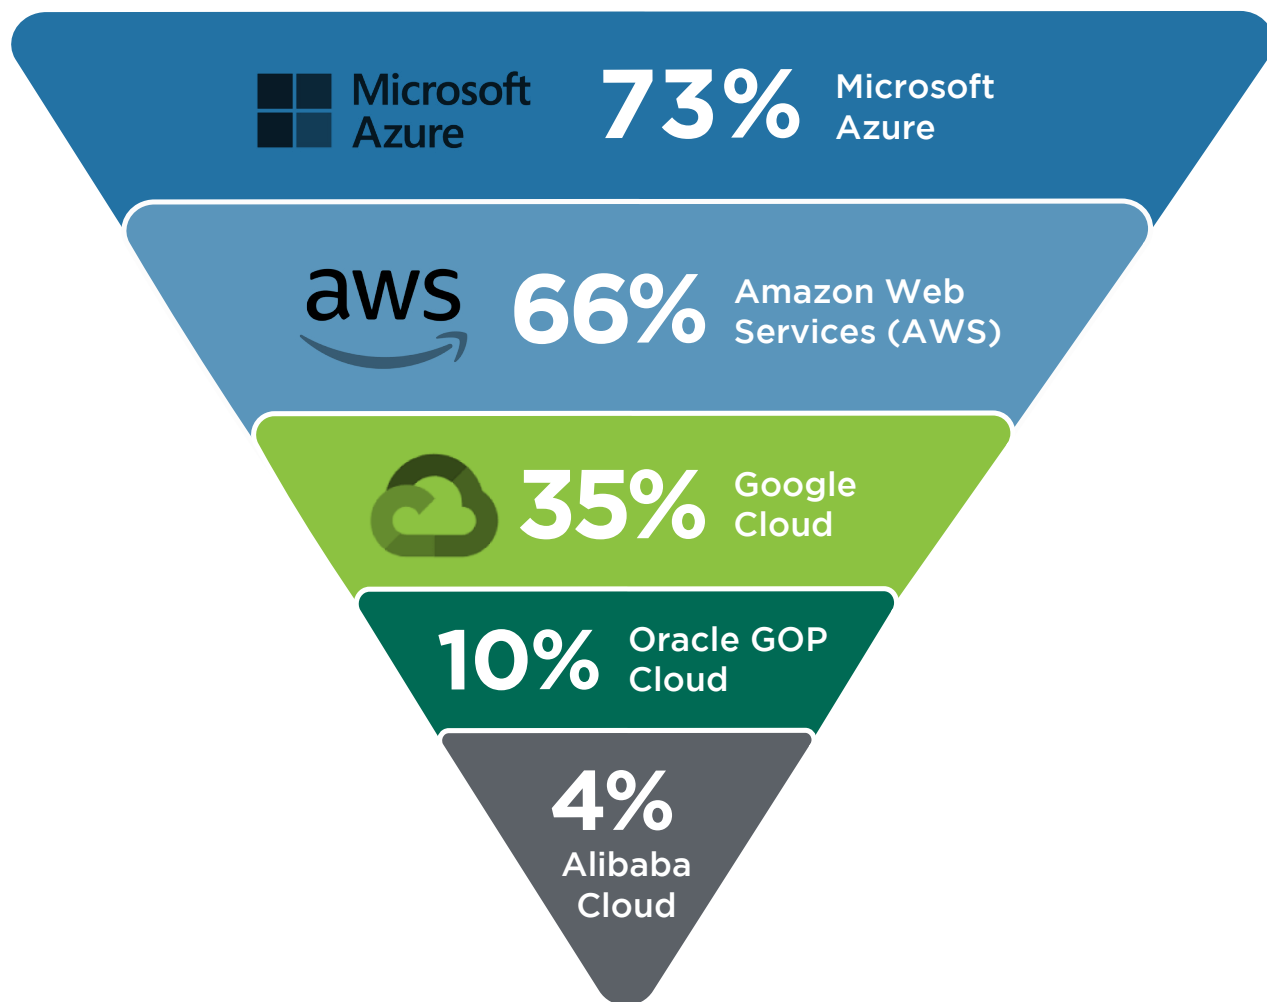 Microsoft
Azure
73%
Microsoft
Azure
aws
66%
Amazon Web
Services (AWS)
35%
Google
Cloud
10%
Oracle GOP
Cloud
4%
Alibaba
Cloud